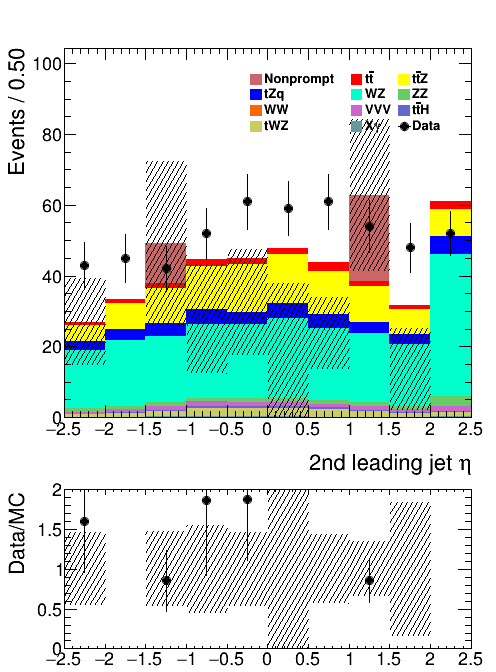 Events / 0.50
100
80
60
40
20
0
Nonprompt tt̄ tt̄Z
tZq WZ ZZ
WW VVV tt̄H
tWZ Data
−2.5 −2 −1.5 −1 −0.5 0 0.5 1 1.5 2 2.5
2nd leading jet η
Data/MC
2
1.5
1
0.5
0
−2.5 −2 −1.5 −1 −0.5 0 0.5 1 1.5 2 2.5